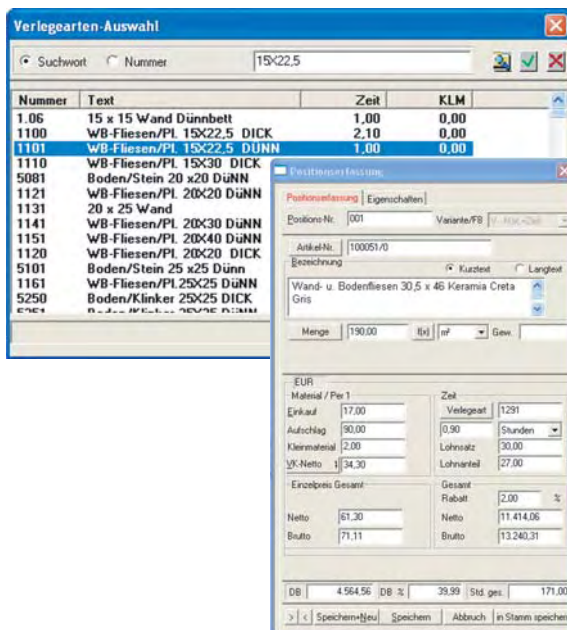 Verlegearten-Auswahl
Suchwort Nummer 15X22,5
Nummer Text Zeit KLM
1.06 15 x 15 Wand Dünnbett 1,00 0,00
1100 WB-Fliesen/Pl. 15X22,5 DICK 2,10 0,00
1101 WB-Fliesen/Pl. 15X22,5 DÜNN 1,00 0,00
1110 WB-Fliesen/Pl. 15X30 DICK
5081 Boden/Stein 20 x20 DüNN
1121 WB-Fliesen/Pl. 20X20 DüNN
1131 20 x 25 Wand
1141 WB-Fliesen/Pl. 20X30 DüNN
1151 WB-Fliesen/Pl. 20X40 DüNN
1120 WB-Fliesen/Pl. 20X20 DICK
5101 Boden/Stein 25 x25 Dünn
1161 WB-Fliesen/Pl.25X25 DüNN
5250 Boden/Klinker 25X25 DICK
5251 Boden/Klinker 25X25 DüNN
Positionserfassung
Positionserfassung Eigenschaften
Positions-Nr. 001 Variante/FB
Artikel-Nr. 100051/0
Bezeichnung Kurztext Langtext
Wand- u. Bodenfliesen 30,5 x 46 Keramia Creta
Gris
Menge 190,00 f(x) m² Gew.
EUR
Material / Per 1 Zeit
Einkauf 17,00 Verlegeart 1291
Aufschlag 90,00 0,90 Stunden
Kleinmaterial 2,00 Lohnsatz 30,00
VK-Netto 1 34,30 Lohnanteil 27,00
Einzelpreis Gesamt Gesamt
Rabatt 2,00 %
Netto 61,30 Netto 11.414,06
Brutto 71,11 Brutto 13.240,31
DB 4.564,56 DB % 39,99 Std. ges. 171,00
> < Speichern+Neu Speichern Abbruch in Stamm speichern